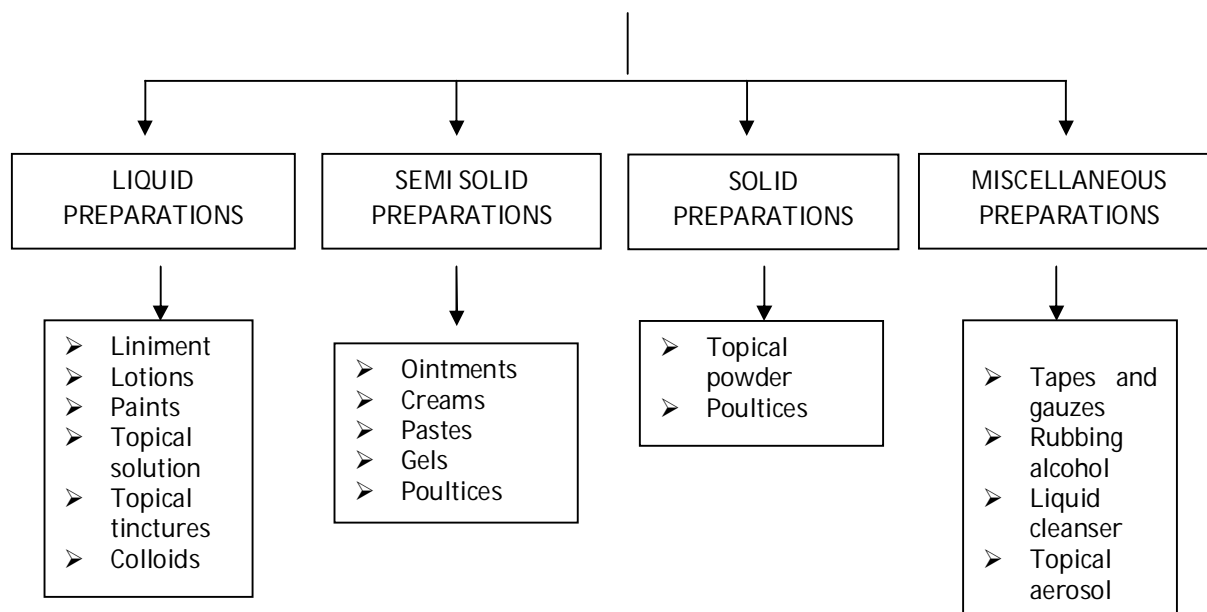 LIQUID
PREPARATIONS
SEMI SOLID
PREPARATIONS
SOLID
PREPARATIONS
MISCELLANEOUS
PREPARATIONS
➢ Liniment
➢ Lotions
➢ Paints
➢ Topical
solution
➢ Topical
tinctures
➢ Colloids
➢ Ointments
➢ Creams
➢ Pastes
➢ Gels
➢ Poultices
➢ Topical
powder
➢ Poultices
➢ Tapes and
gauzes
➢ Rubbing
alcohol
➢ Liquid
cleanser
➢ Topical
aerosol